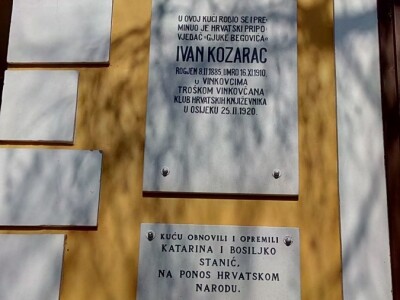 U OVOJ KUĆI RODIO SE I PRE-
MINUO JE HRVATSKI PRIPO
VJEDAČ »GJUKE BEGOVIĆA«
IVAN KOZARAC
ROGJEN 8.II.1885, UMRO 16.XI.1910.
U VINKOVCIMA
TROŠKOM VINKOVČANA
KLUB HRVATSKIH KNJIŽEVNIKA
U OSIJEKU 25. II. 1920.
KUĆU OBNOVILI I OPREMILI
KATARINA I BOSILJKO
STANIĆ,
NA PONOS HRVATSKOM
NARODU.